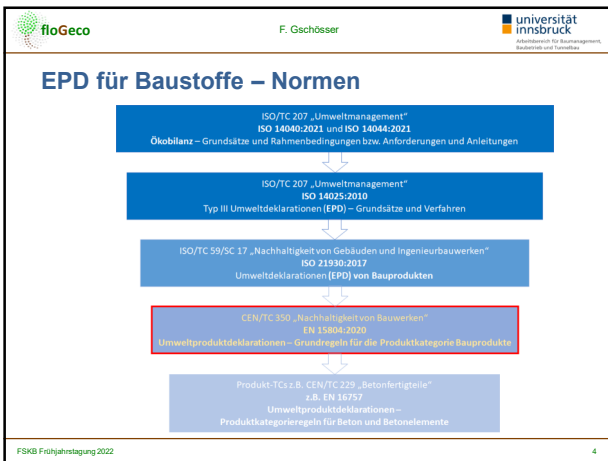 floGeco
F. Gschösser
universität
innsbruck
Arbeitsbereich für Baumanagement,
Baubetrieb und Tunnelbau
EPD für Baustoffe – Normen
ISO/TC 207 „Umweltmanagement"
ISO 14040:2021 und ISO 14044:2021
Ökobilanz – Grundsätze und Rahmenbedingungen bzw. Anforderungen und Anleitungen
ISO/TC 207 „Umweltmanagement"
ISO 14025:2010
Typ III Umweltdeklarationen (EPD) – Grundsätze und Verfahren
ISO/TC 59/SC 17 „Nachhaltigkeit von Gebäuden und Ingenieurbauwerken"
ISO 21930:2017
Umweltdeklarationen (EPD) von Bauprodukten
CEN/TC 350 „Nachhaltigkeit von Bauwerken"
EN 15804:2020
Umweltproduktdeklarationen – Grundregeln für die Produktkategorie Bauprodukte
Produkt-TCs z.B. CEN/TC 229 „Betonfertigteile"
z.B. EN 16757
Umweltproduktdeklarationen –
Produktkategorieregeln für Beton und Betonelemente
FSKB Frühjahrstagung 2022
4